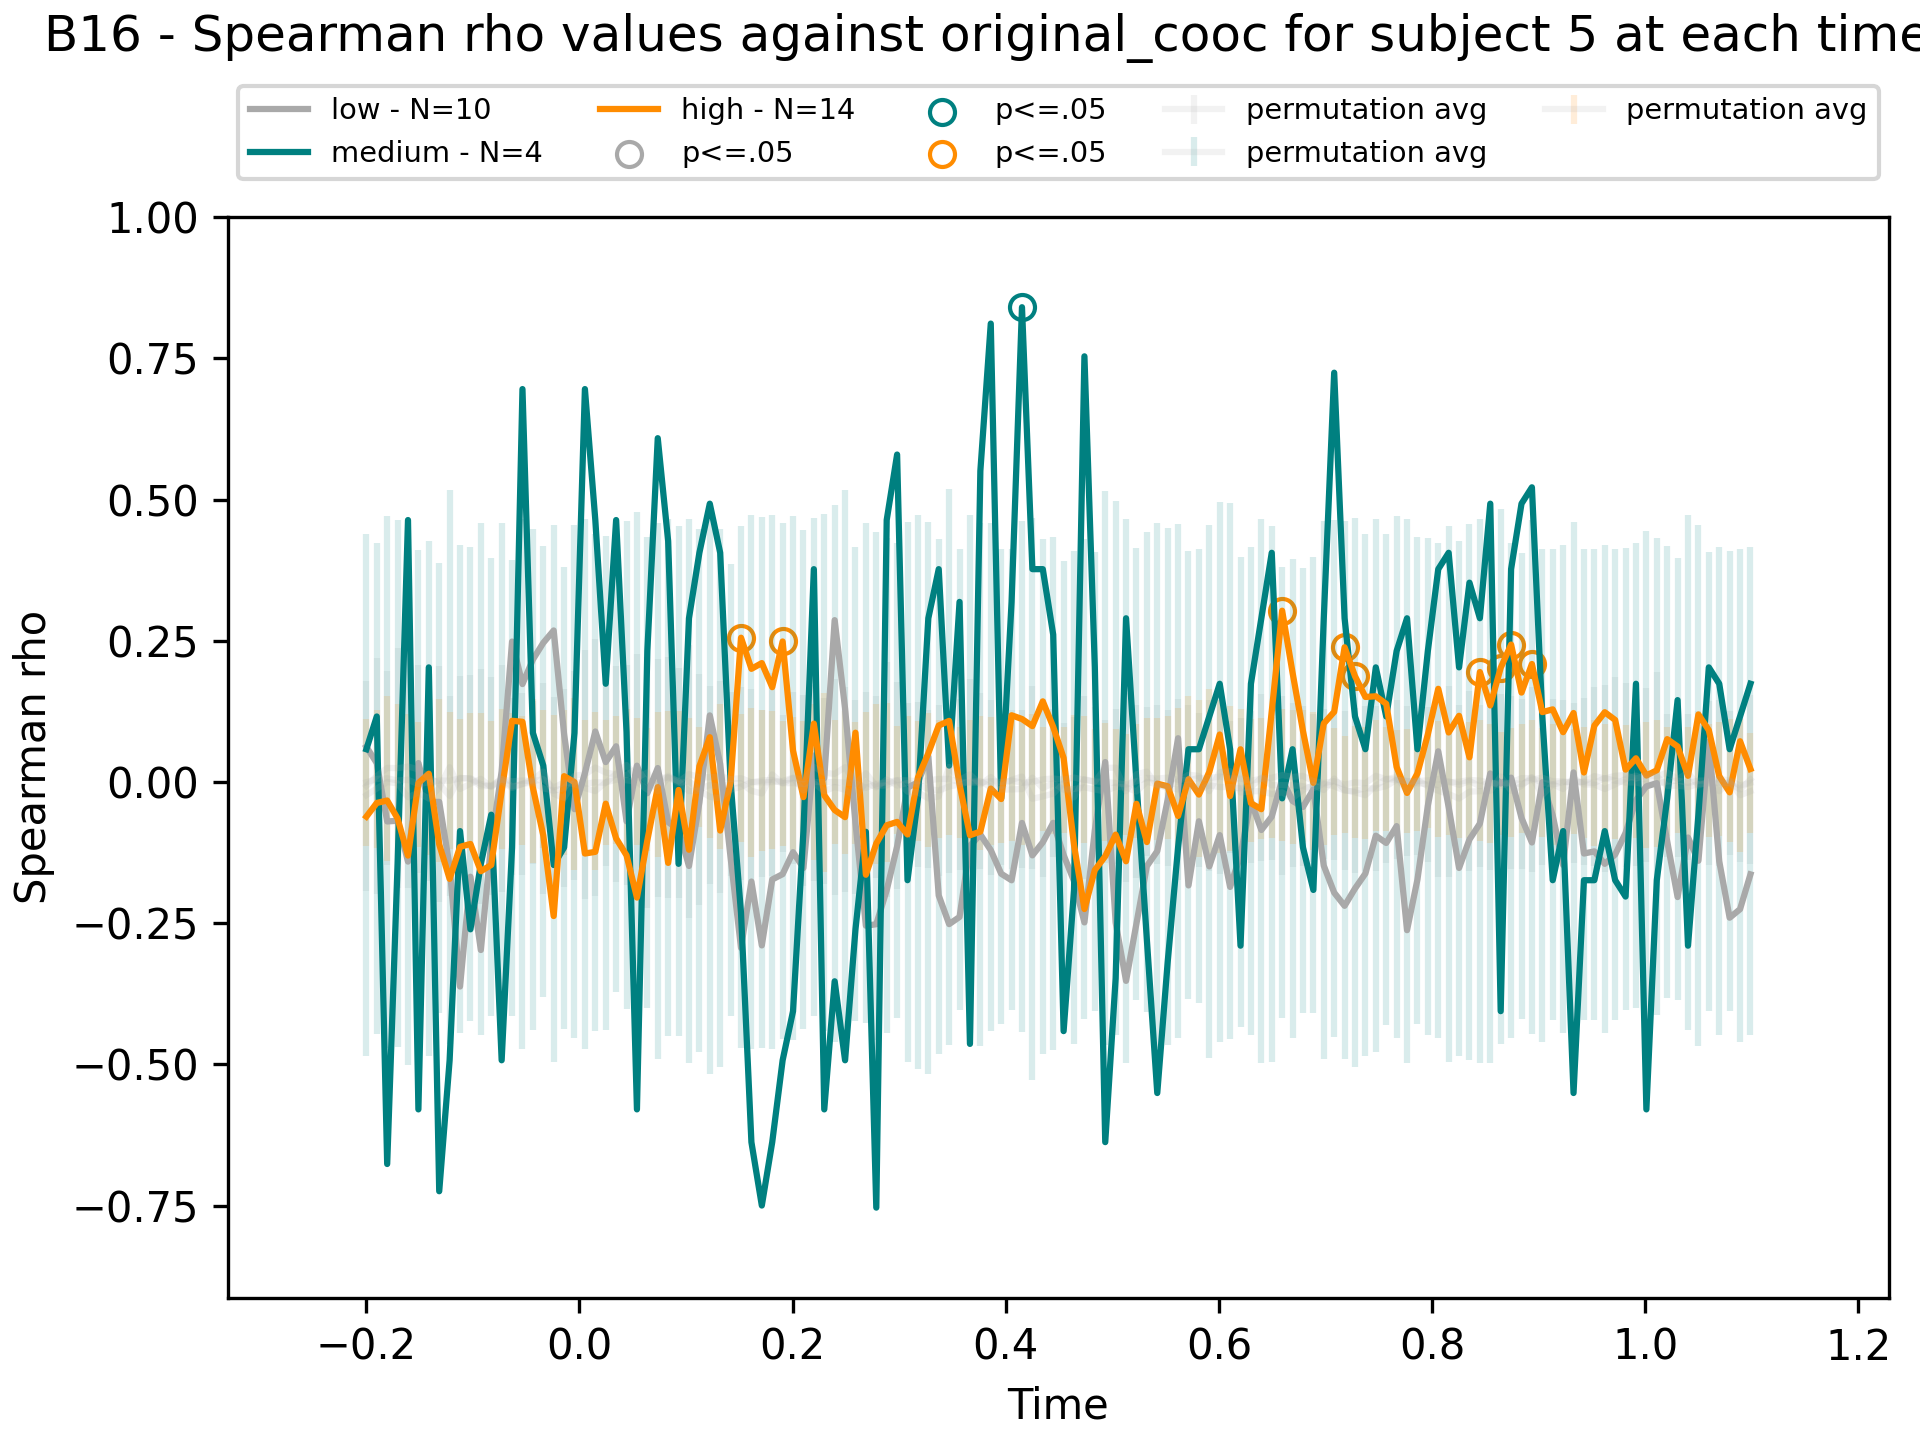 B16 - Spearman rho values against original_cooc for subject 5 at each time
low - N=10
medium - N=4
high - N=14
p<=.05
p<=.05
p<=.05
permutation avg
permutation avg
permutation avg
1.00
0.75
0.50
0.25
0.00
−0.25
−0.50
−0.75
Spearman rho
−0.2 0.0 0.2 0.4 0.6 0.8 1.0 1.2
Time